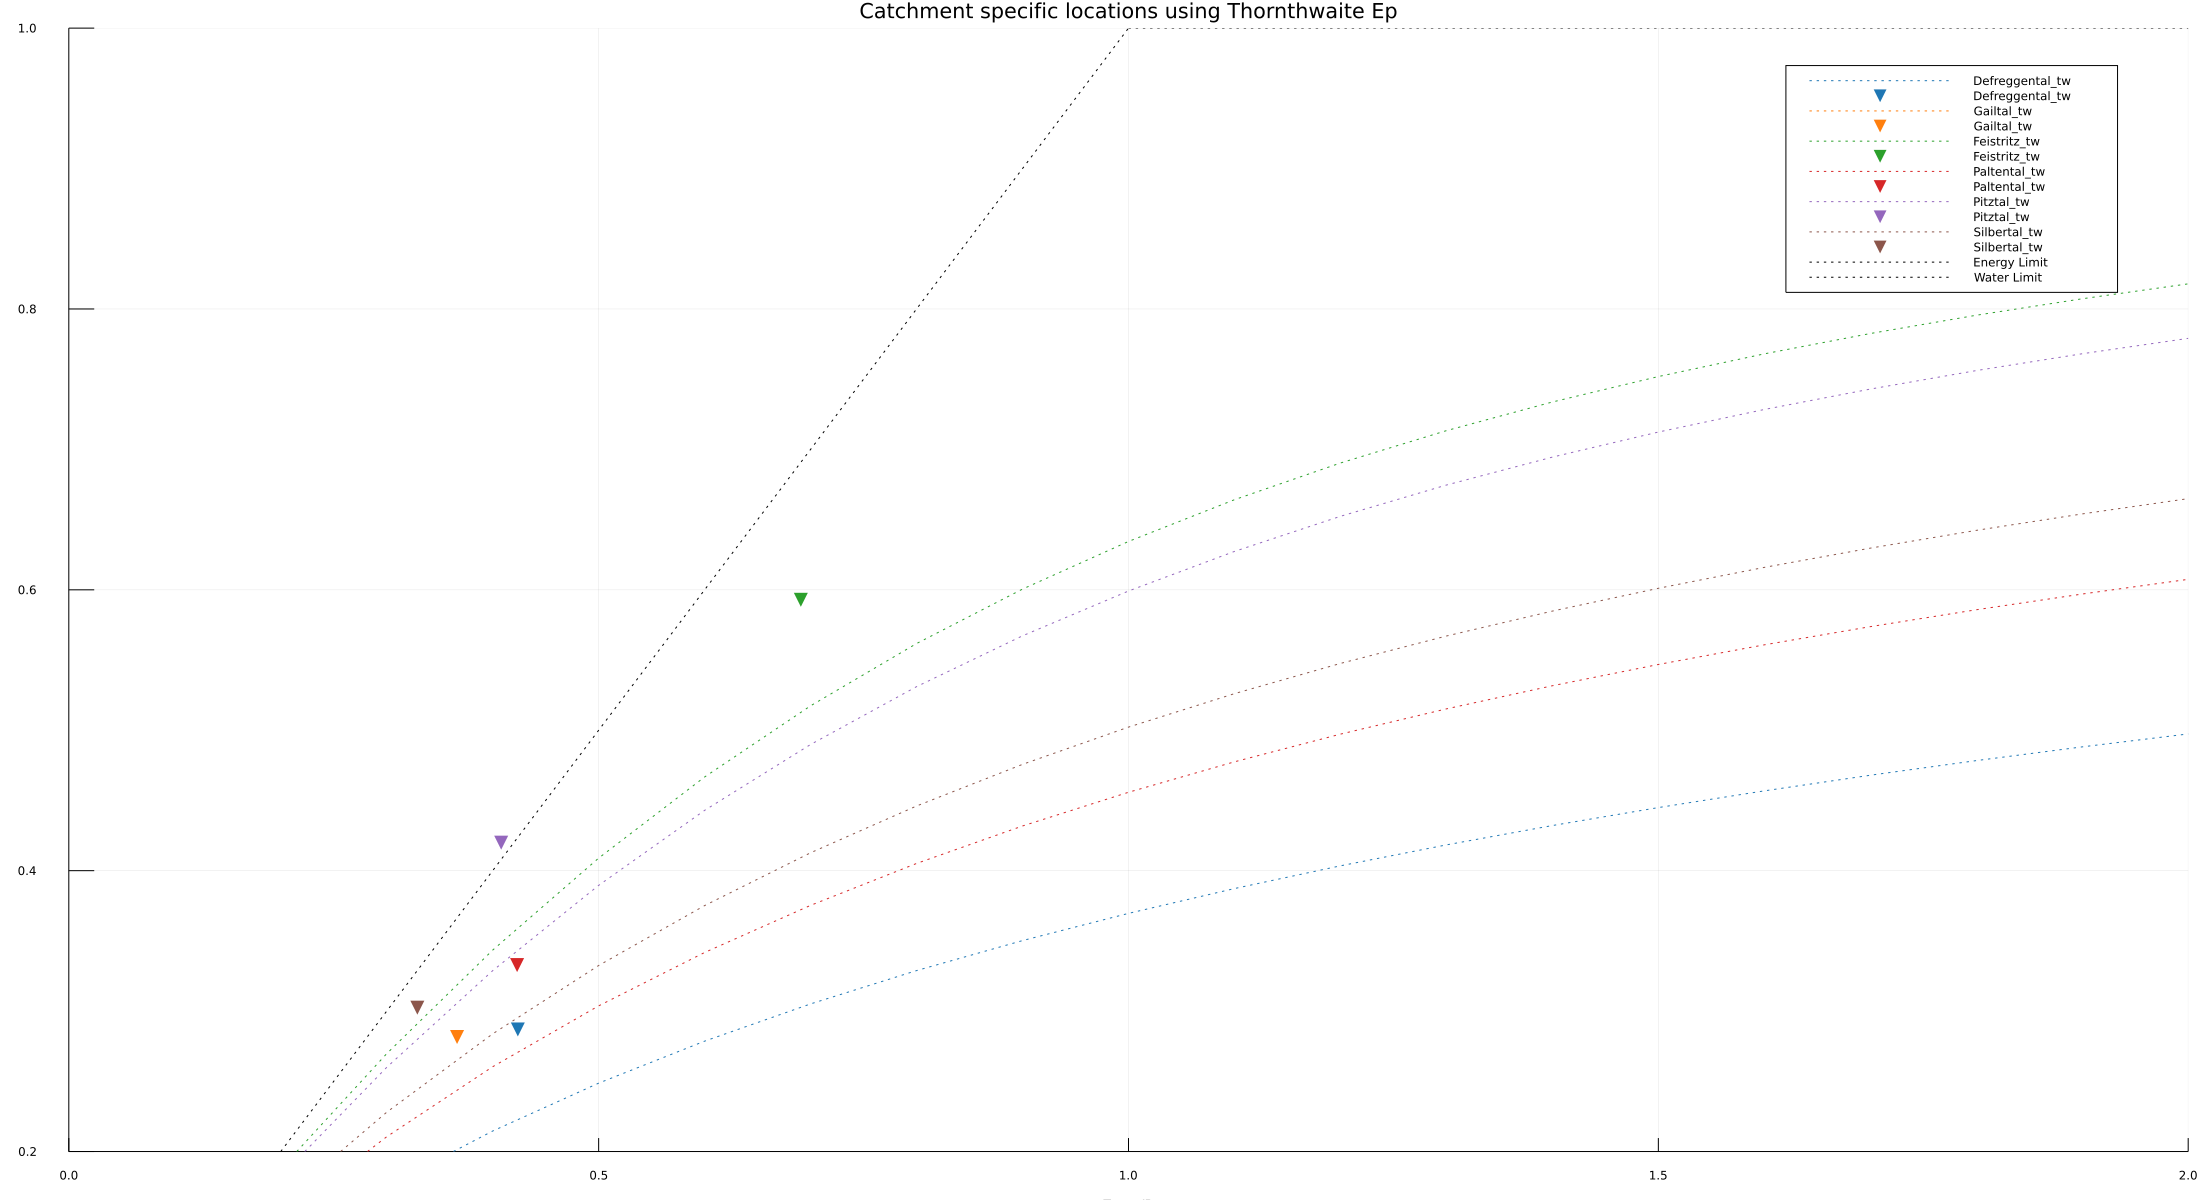 Catchment specific locations using Thornthwaite Ep
1.0
0.8
0.6
0.4
0.2
Defreggental_tw
Defreggental_tw
Gailtal_tw
Gailtal_tw
Feistritz_tw
Feistritz_tw
Paltental_tw
Paltental_tw
Pitztal_tw
Pitztal_tw
Silbertal_tw
Silbertal_tw
Energy Limit
Water Limit
0.0 0.5 1.0 1.5 2.0